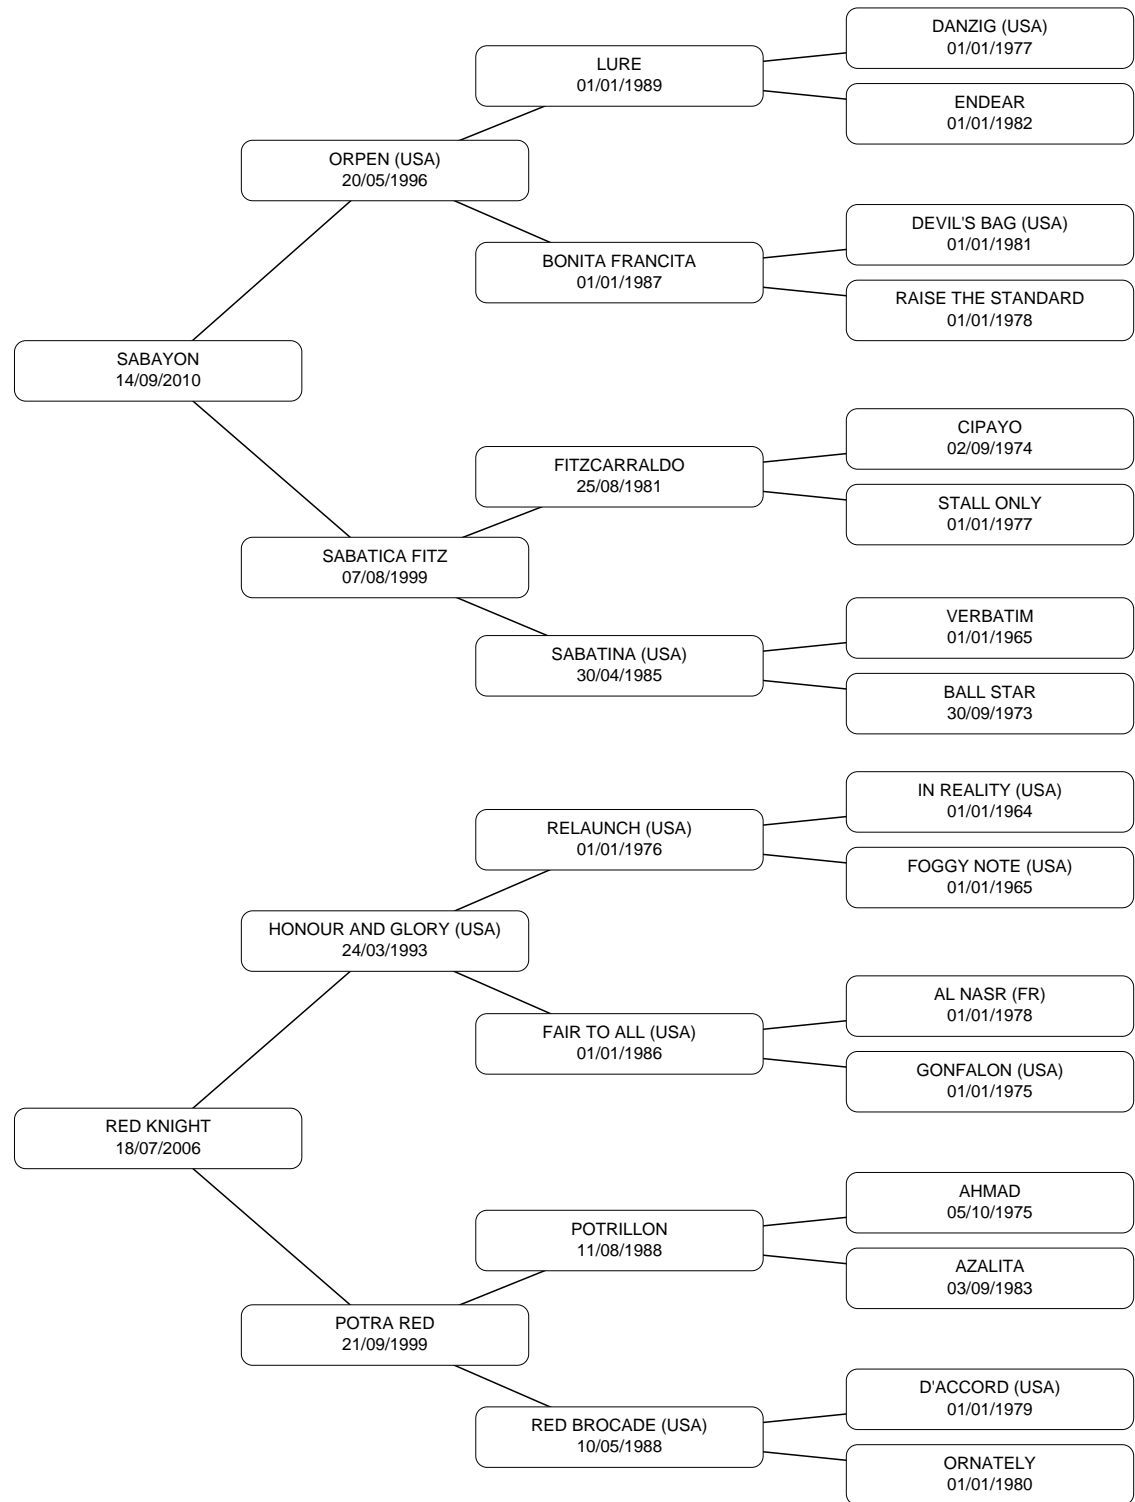 DANZIG (USA)
01/01/1977
LURE
01/01/1989
ENDEAR
01/01/1982
ORPEN (USA)
20/05/1996
DEVIL'S BAG (USA)
01/01/1981
BONITA FRANCITA
01/01/1987
RAISE THE STANDARD
01/01/1978
SABAYON
14/09/2010
CIPAYO
02/09/1974
FITZCARRALDO
25/08/1981
STALL ONLY
01/01/1977
SABATICA FITZ
07/08/1999
VERBATIM
01/01/1965
SABATINA (USA)
30/04/1985
BALL STAR
30/09/1973
IN REALITY (USA)
01/01/1964
RELAUNCH (USA)
01/01/1976
FOGGY NOTE (USA)
01/01/1965
HONOUR AND GLORY (USA)
24/03/1993
AL NASR (FR)
01/01/1978
FAIR TO ALL (USA)
01/01/1986
GONFALON (USA)
01/01/1975
RED KNIGHT
18/07/2006
AHMAD
05/10/1975
POTRILLON
11/08/1988
AZALITA
03/09/1983
POTRA RED
21/09/1999
D'ACCORD (USA)
01/01/1979
RED BROCADE (USA)
10/05/1988
ORNATELY
01/01/1980